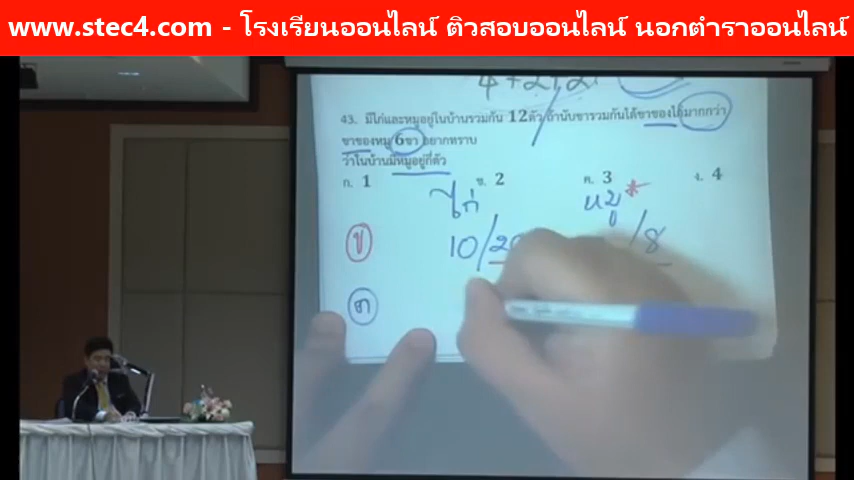 www.stec4.com - โรงเรียนออนไลน์ ติวสอบออนไลน์ นอกตำราออนไลน์
43. มีไก่และหมูอยู่ในบ้านรวมกัน 12ตัว ถ้านับขารวมกันได้ขาของไก่มากกว่า
ขาของหมู 6ขา อยากทราบ
ว่าในบ้านมีหมูอยู่กี่ตัว
ก. 1 ข. 2 ค. 3 ง. 4
ไก่ หมู *
ข 10/20 /8
ค